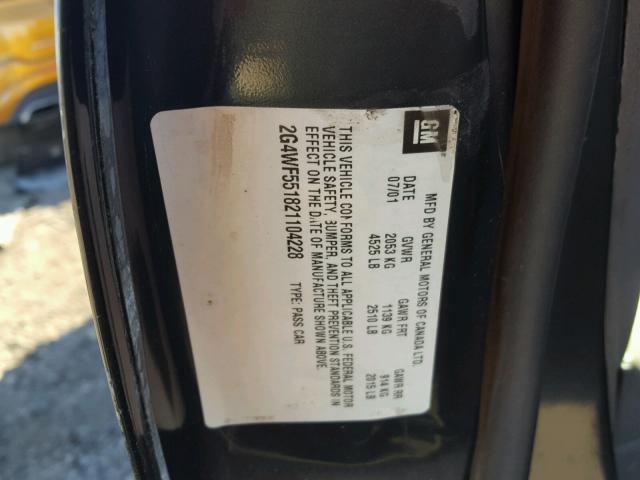 GM
MFD BY GENERAL MOTORS OF CANADA LTD.
DATE GVWR GAWR FRT GAWR RR
07/01 2053 KG 1139 KG 914 KG
4525 LB 2510 LB 2015 LB
THIS VEHICLE CONFORMS TO ALL APPLICABLE U.S. FEDERAL MOTOR
VEHICLE SAFETY, BUMPER, AND THEFT PREVENTION STANDARDS IN
EFFECT ON THE DATE OF MANUFACTURE SHOWN ABOVE.
2G4WF551821104228 TYPE: PASS CAR